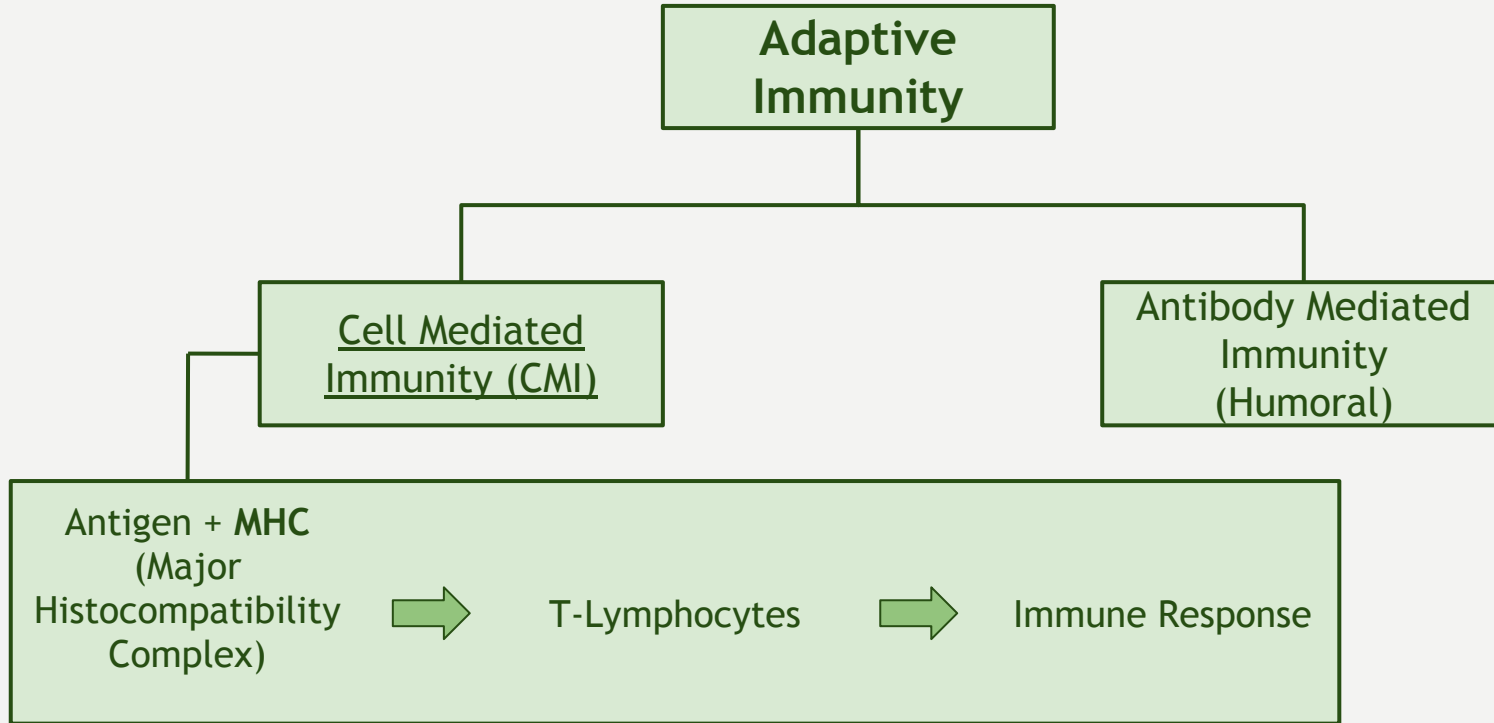 Adaptive
Immunity
Cell Mediated
Immunity (CMI)
Antibody Mediated
Immunity
(Humoral)
Antigen + MHC
(Major
Histocompatibility
Complex)
T-Lymphocytes
Immune Response